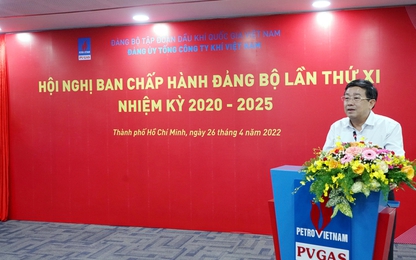 ĐẢNG BỘ TẬP ĐOÀN DẦU KHÍ QUỐC GIA VIỆT NAM
ĐẢNG ỦY TỔNG CÔNG TY KHÍ VIỆT NAM
HỘI NGHỊ BAN CHẤP HÀNH ĐẢNG BỘ LẦN THỨ XI
NHIỆM KỲ 2020 - 2025
Thành phố Hồ Chí Minh, ngày 26 tháng 4 năm 2022
PETROVIETNAM
PVGAS